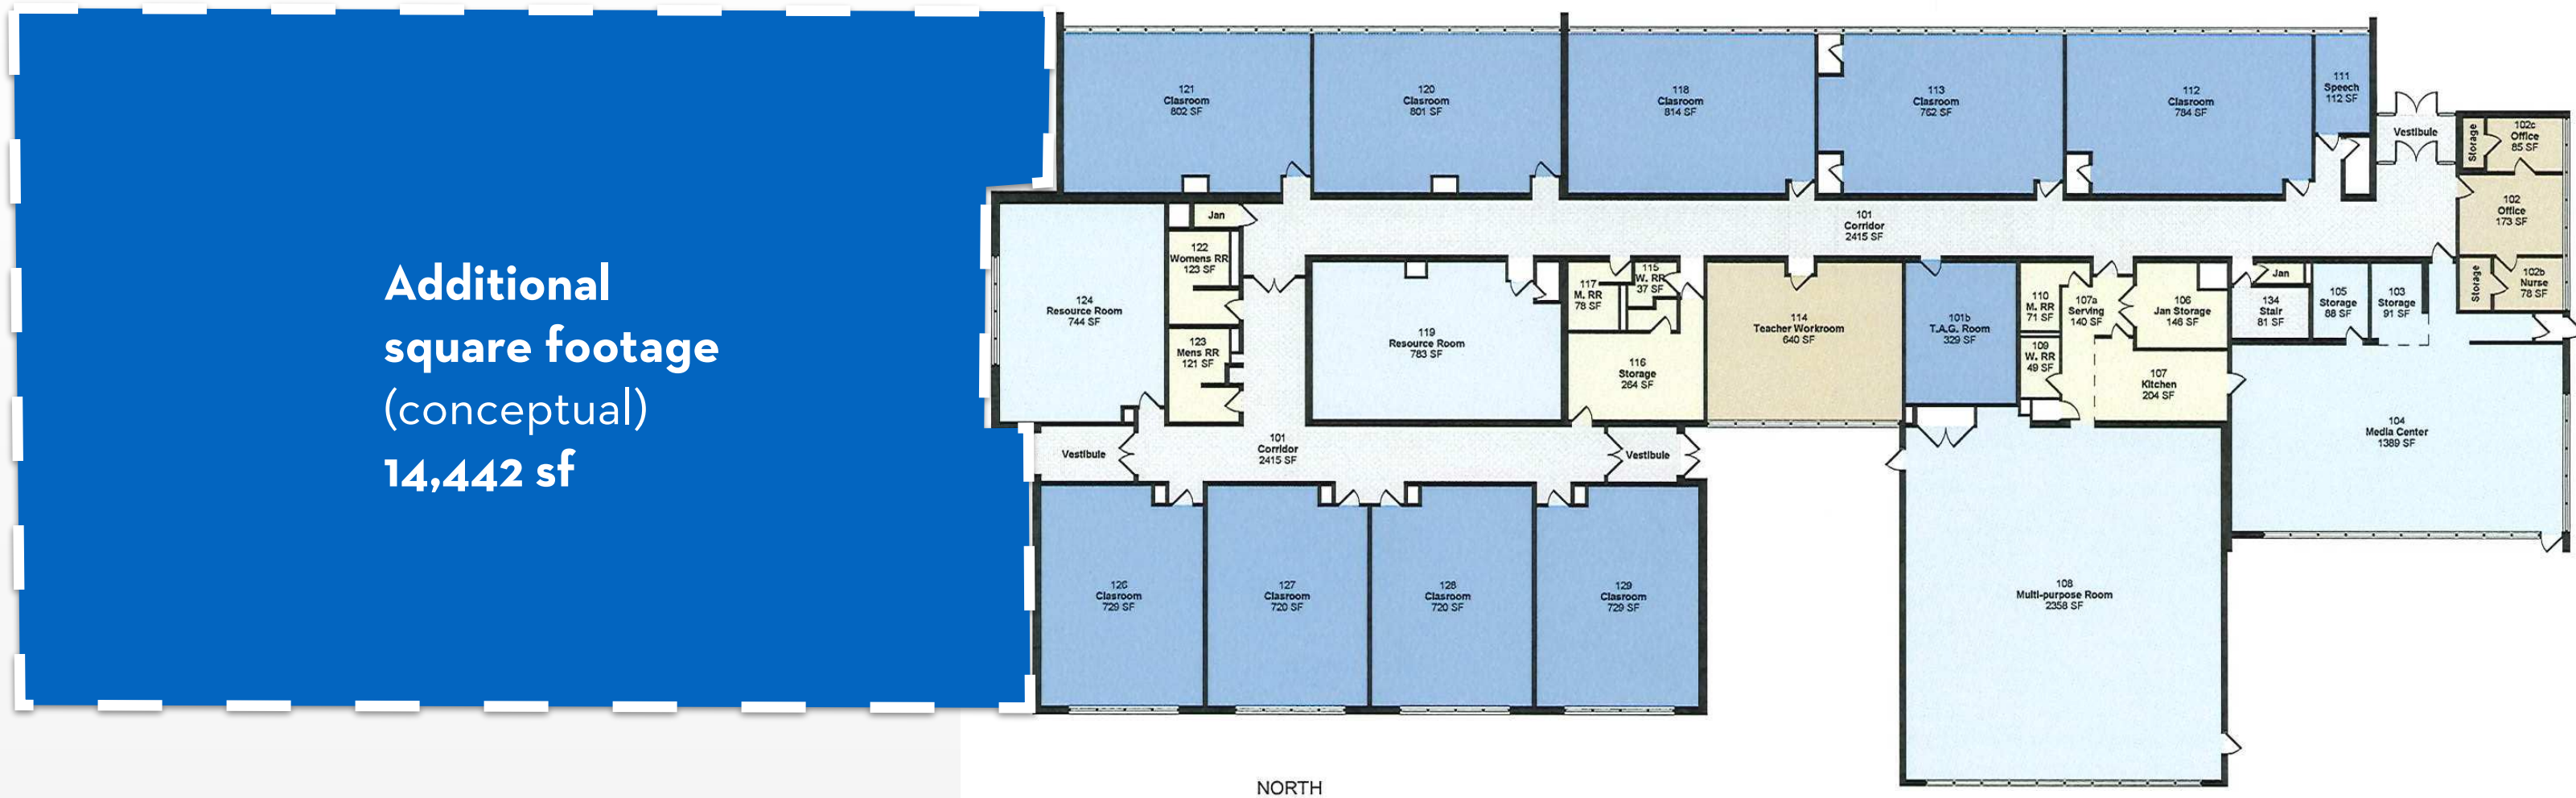 Additional
square footage
(conceptual)
14,442 sf
121
Clasroom
802 SF
120
Clasroom
801 SF
118
Clasroom
814 SF
113
Clasroom
762 SF
112
Clasroom
784 SF
111
Speech
112 SF
Vestibule
Storage
102c
Office
85 SF
102
Office
173 SF
Storage
102b
Nurse
78 SF
101
Corridor
2415 SF
Jan
122
Womens RR
123 SF
124
Resource Room
744 SF
123
Mens RR
121 SF
119
Resource Room
783 SF
117
M. RR
78 SF
115
W. RR
37 SF
116
Storage
264 SF
114
Teacher Workroom
640 SF
101b
T.A.G. Room
329 SF
110
M. RR
71 SF
109
W. RR
49 SF
107a
Serving
140 SF
106
Jan Storage
146 SF
107
Kitchen
204 SF
Jan
134
Stair
81 SF
105
Storage
88 SF
103
Storage
91 SF
104
Media Center
1389 SF
Vestibule
101
Corridor
2415 SF
Vestibule
126
Clasroom
729 SF
127
Clasroom
720 SF
128
Clasroom
720 SF
129
Clasroom
729 SF
108
Multi-purpose Room
2358 SF
NORTH